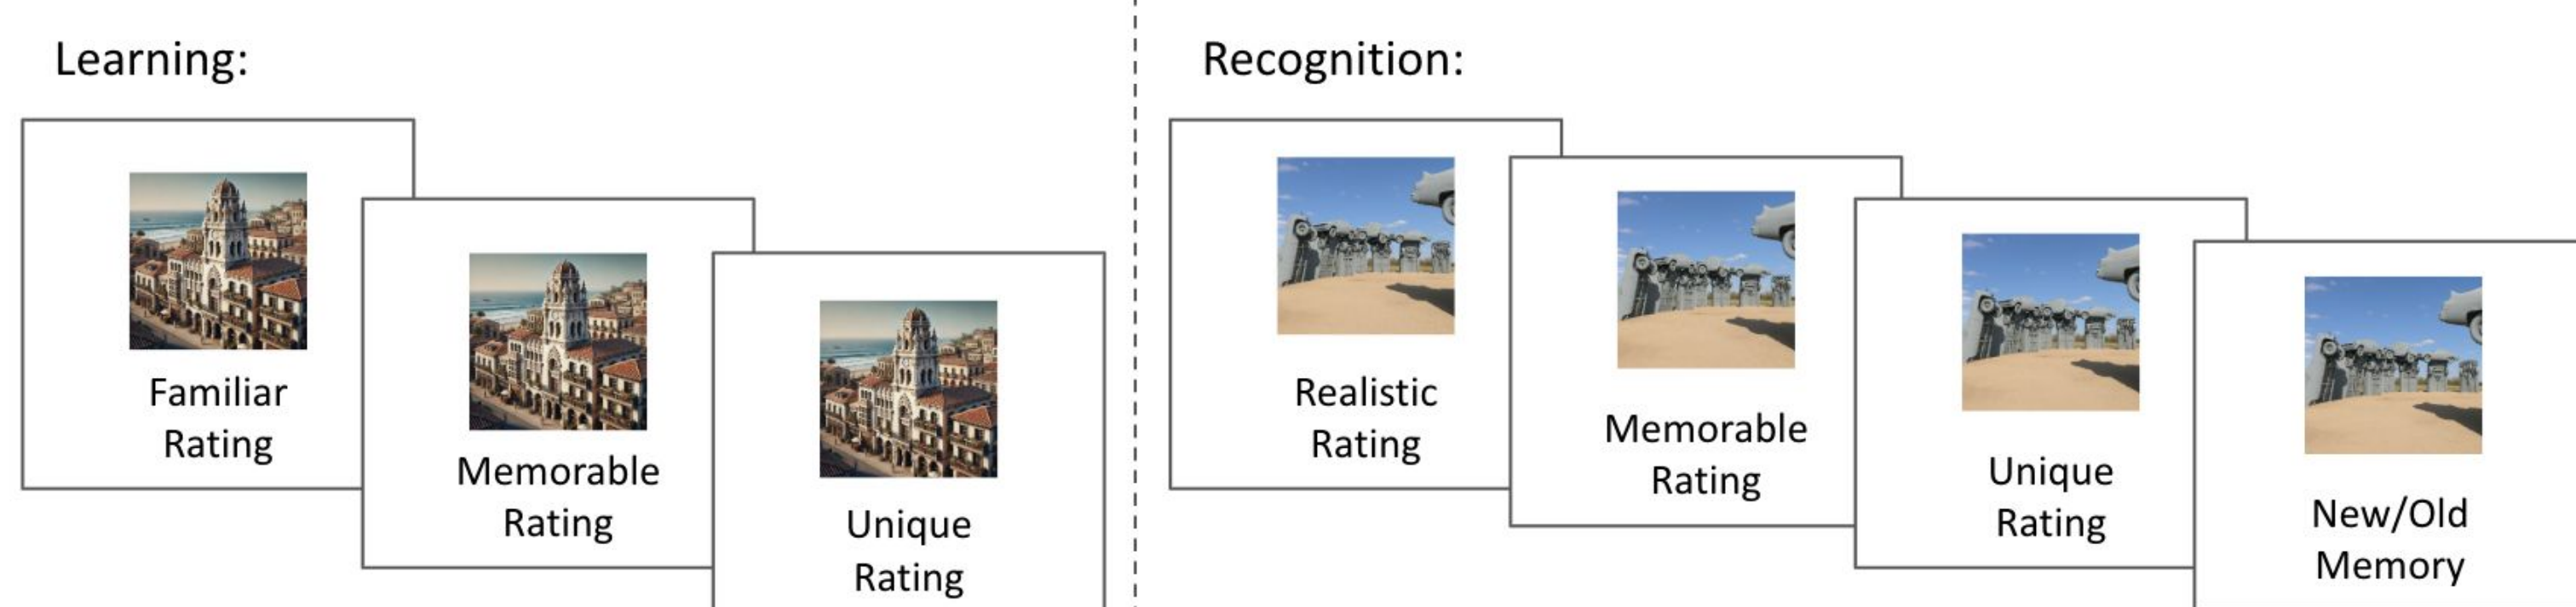 Learning:
Familiar
Rating
Memorable
Rating
Unique
Rating
Recognition:
Realistic
Rating
Memorable
Rating
Unique
Rating
New/Old
Memory